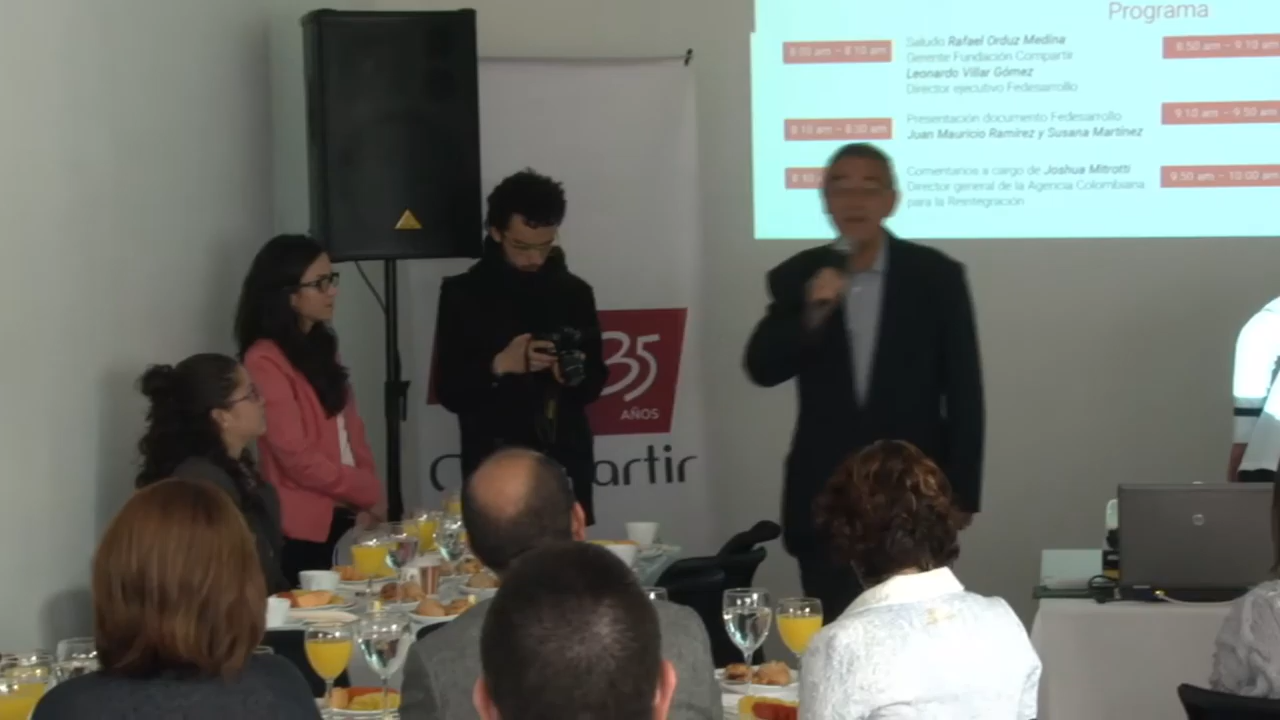 Programa
8:00 am - 8:10 am
Saludo Rafael Orduz Medina
Gerente Fundación Compartir
Leonardo Villar Gómez
Director ejecutivo Fedesarrollo
8:10 am - 8:30 am
Presentación documento Fedesarrollo
Juan Mauricio Ramírez y Susana Martínez
Comentarios a cargo de Joshua Mitrotti
Director general de la Agencia Colombiana
para la Reintegración
8:50 am - 9:10 am
9:10 am - 9:50 am
9:50 am - 10:00 am
35
AÑOS
artir
hp